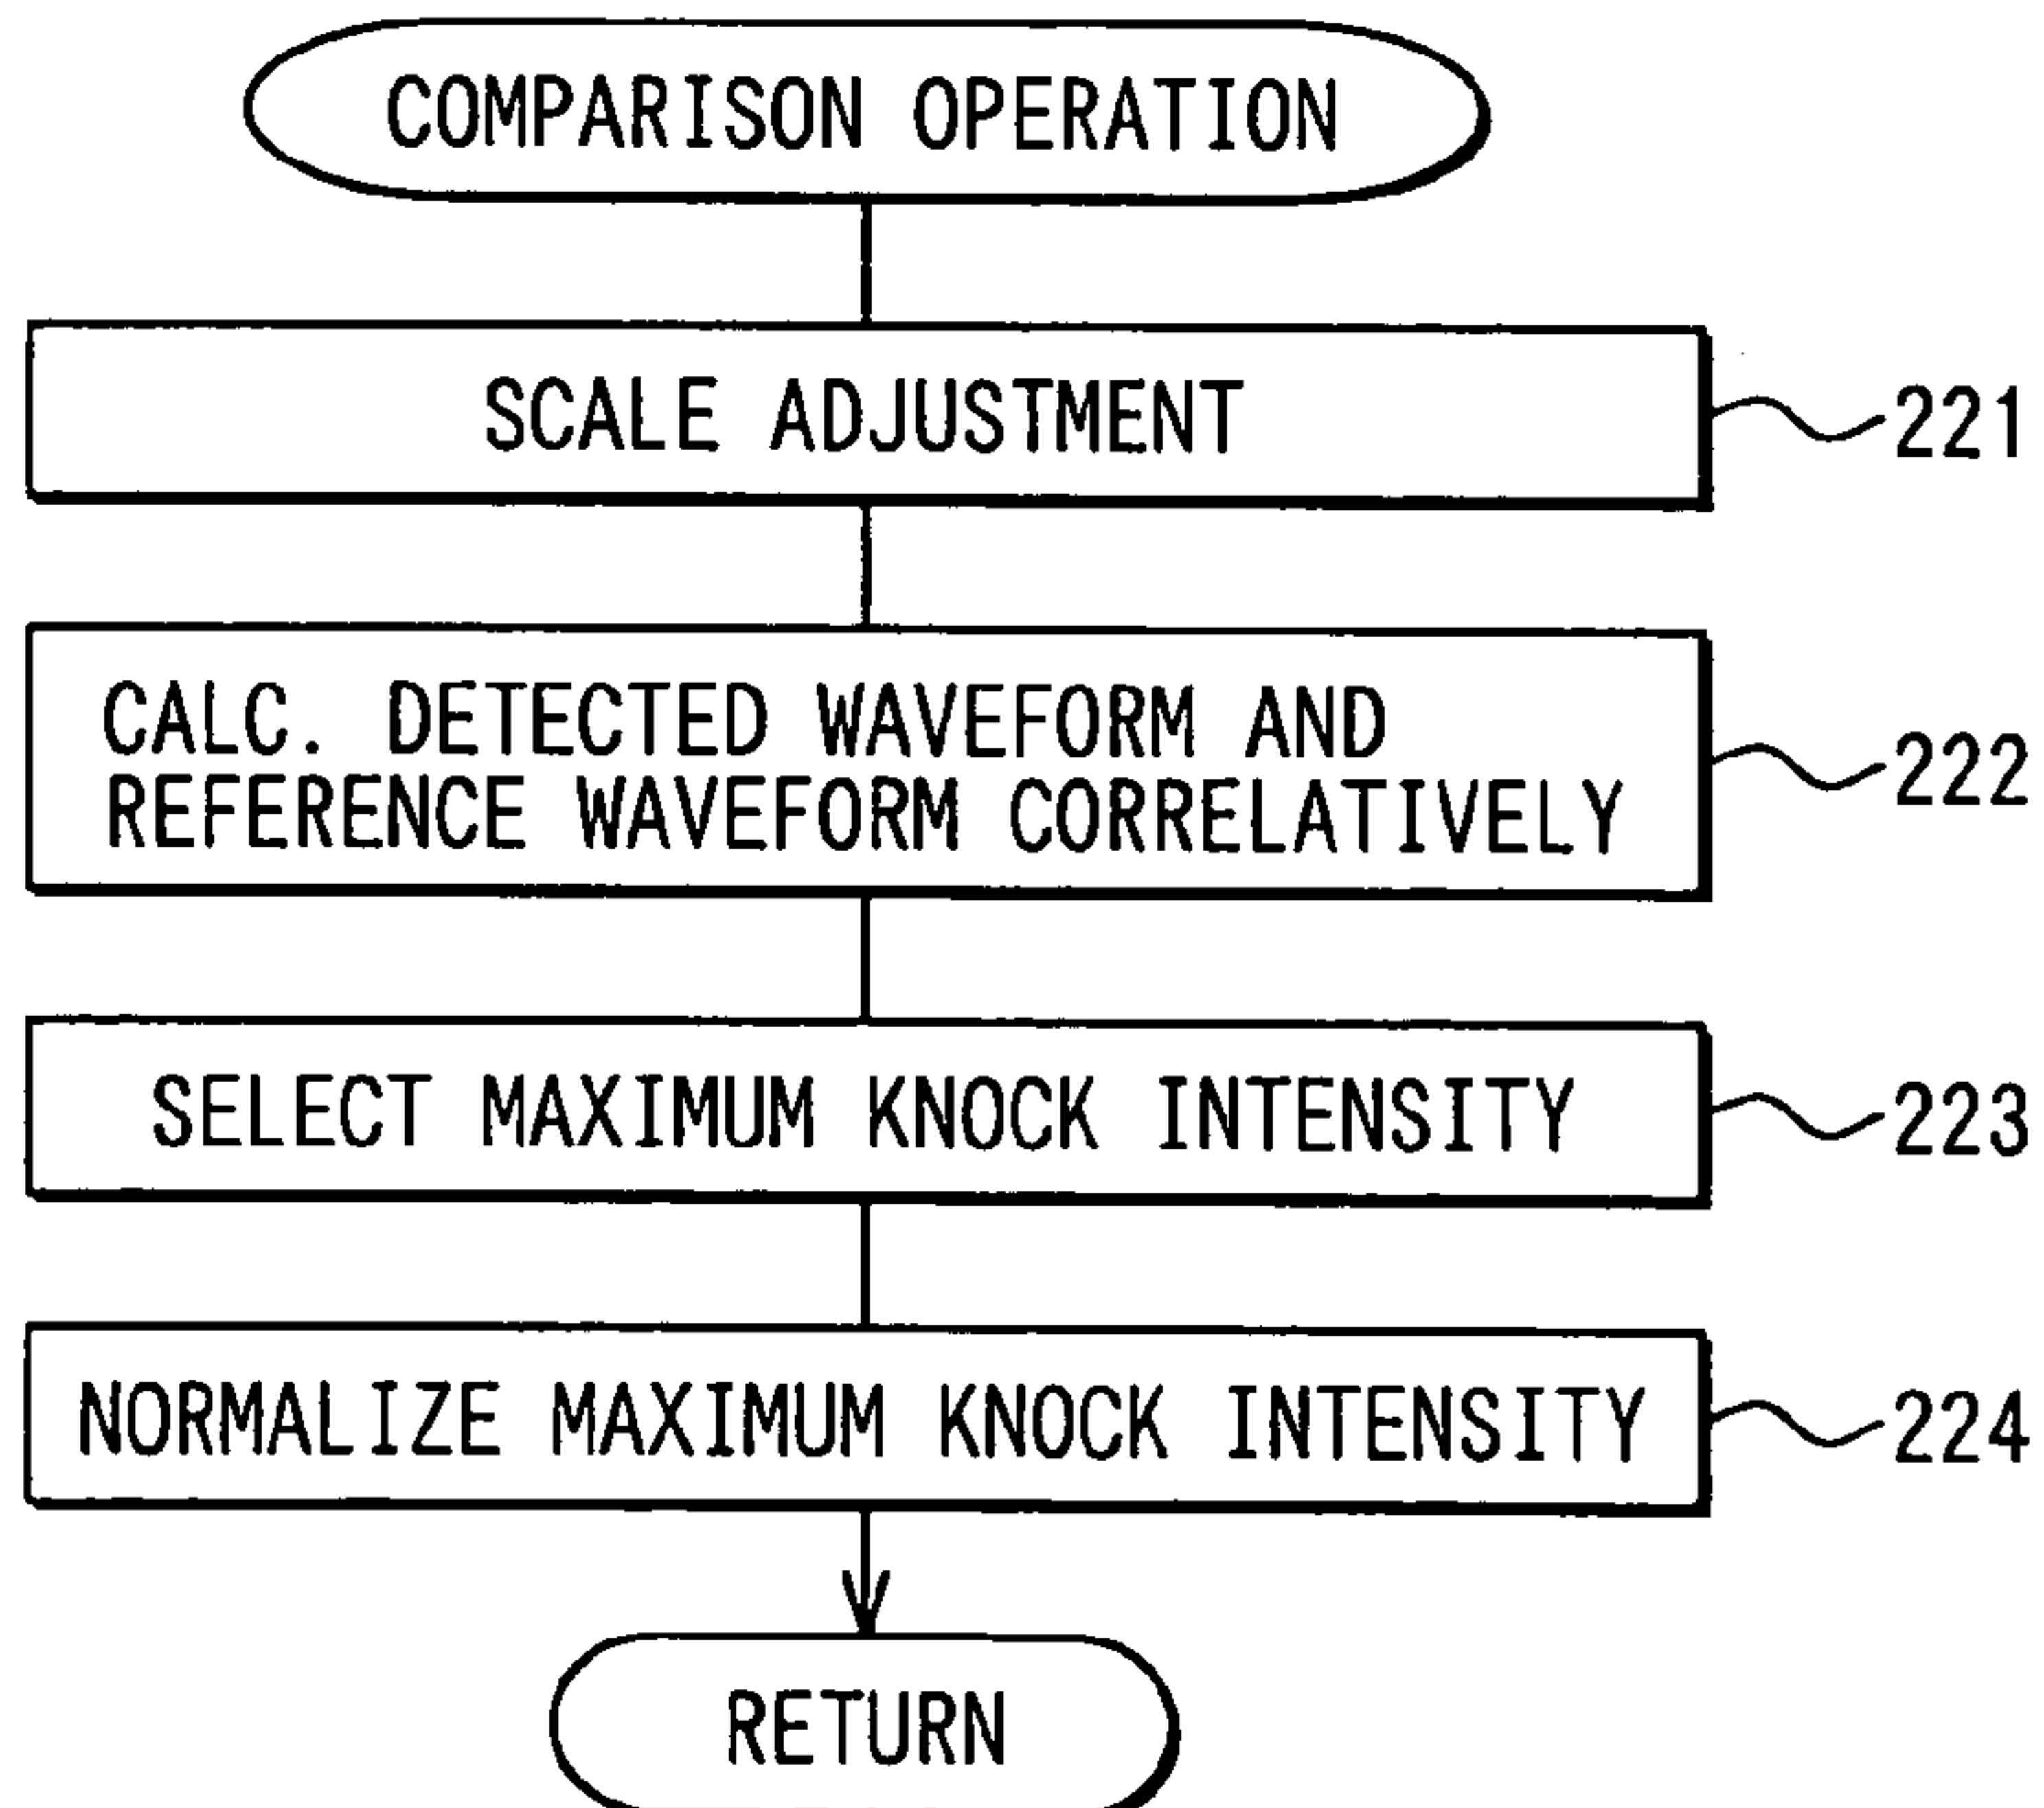 COMPARISON OPERATION
SCALE ADJUSTMENT
221
CALC. DETECTED WAVEFORM AND
REFERENCE WAVEFORM CORRELATIVELY
222
SELECT MAXIMUM KNOCK INTENSITY
223
NORMALIZE MAXIMUM KNOCK INTENSITY
224
RETURN